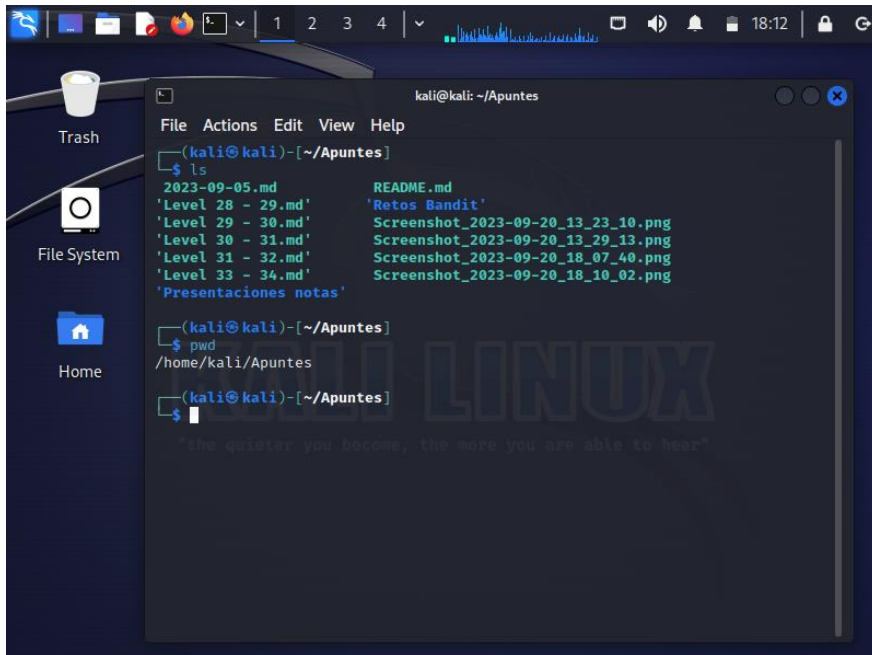 1 2 3 4 18:12
Trash
File System
Home
kali@kali: ~/Apuntes
File Actions Edit View Help
(kali㉿kali)-[~/Apuntes]
$ ls
2023-09-05.md README.md
'Level 28 - 29.md' 'Retos Bandit'
'Level 29 - 30.md' Screenshot_2023-09-20_13_23_10.png
'Level 30 - 31.md' Screenshot_2023-09-20_13_29_13.png
'Level 31 - 32.md' Screenshot_2023-09-20_18_07_40.png
'Level 33 - 34.md' Screenshot_2023-09-20_18_10_02.png
'Presentaciones notas'
(kali㉿kali)-[~/Apuntes]
$ pwd
/home/kali/Apuntes
(kali㉿kali)-[~/Apuntes]
$
KALI LINUX
"the quieter you become, the more you are able to hear"